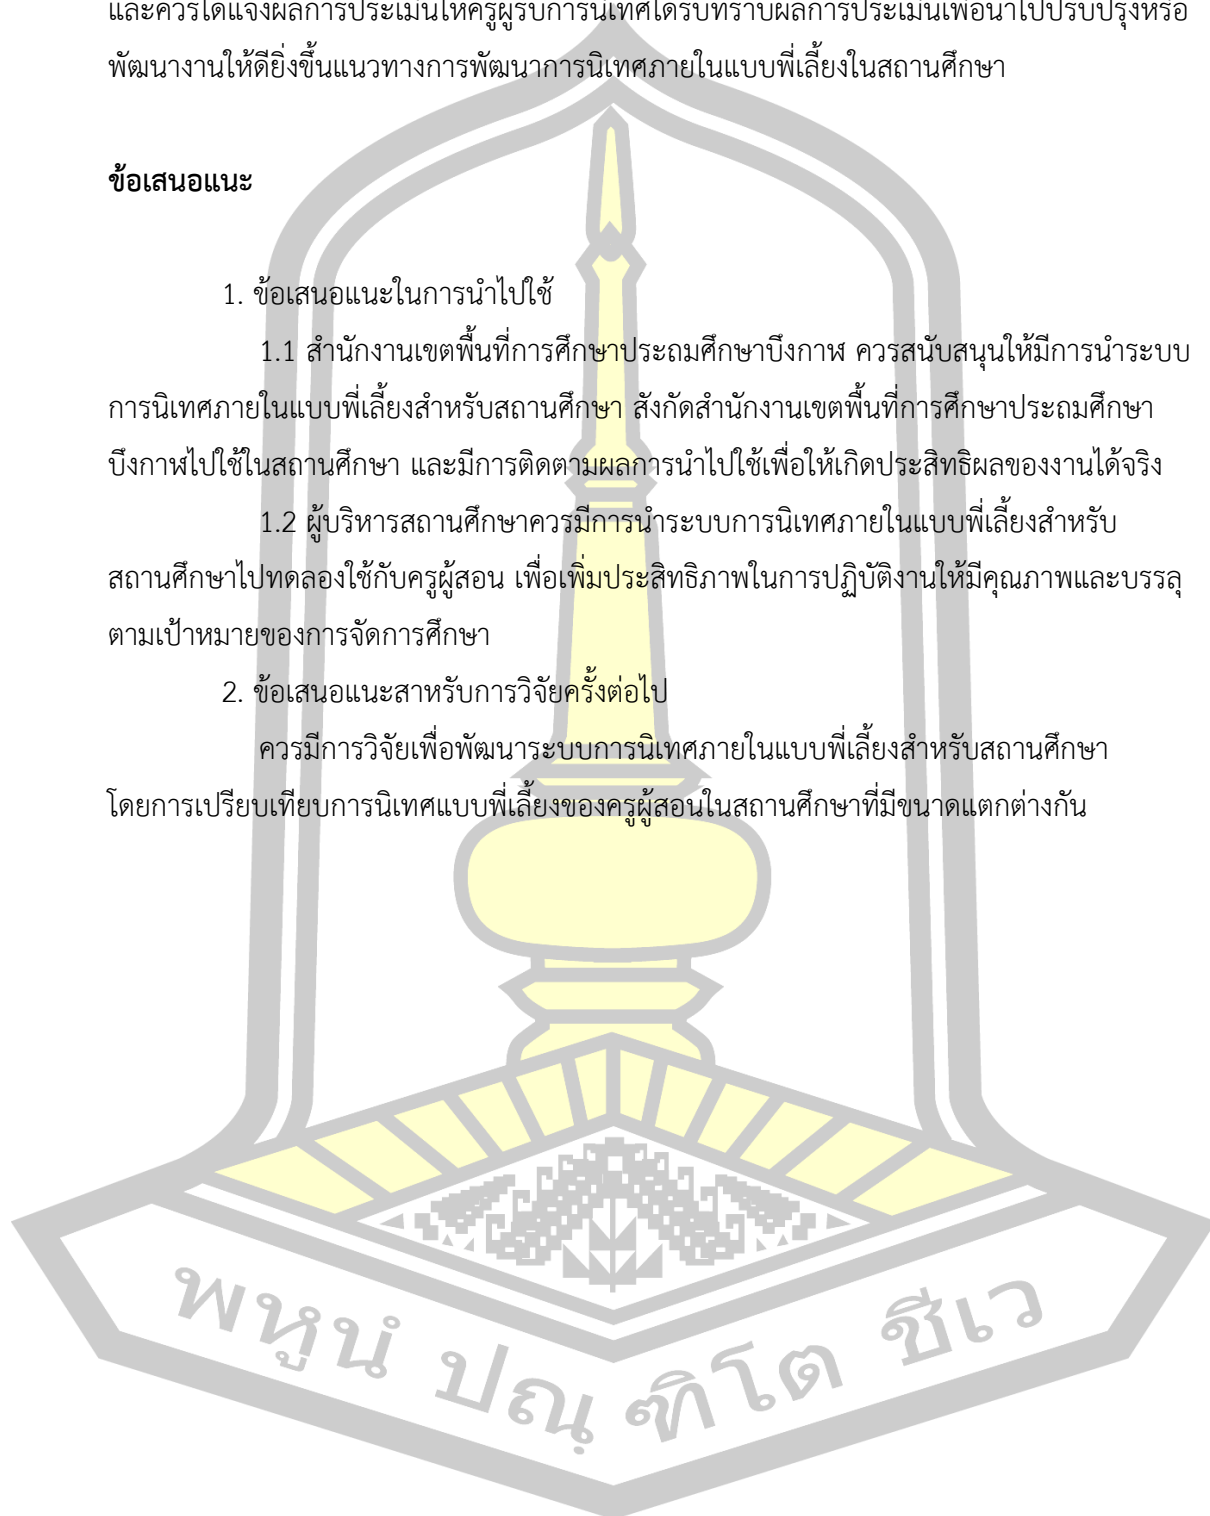 และควรได้แจ้งผลการประเมินให้ครูผู้รับการนิเทศได้รับทราบผลการประเมินเพื่อนำไปปรับปรุงหรือ
พัฒนางานให้ดียิ่งขึ้นแนวทางการพัฒนาการนิเทศภายในแบบพี่เลี้ยงในสถานศึกษา
ข้อเสนอแนะ
1. ข้อเสนอแนะในการนำไปใช้
1.1 สำนักงานเขตพื้นที่การศึกษาประถมศึกษาบึงกาฬ ควรสนับสนุนให้มีการนำระบบ
การนิเทศภายในแบบพี่เลี้ยงสำหรับสถานศึกษา สังกัดสำนักงานเขตพื้นที่การศึกษาประถมศึกษา
บึงกาฬไปใช้ในสถานศึกษา และมีการติดตามผลการนำไปใช้เพื่อให้เกิดประสิทธิผลของงานได้จริง
1.2 ผู้บริหารสถานศึกษาควรมีการนำระบบการนิเทศภายในแบบพี่เลี้ยงสำหรับ
สถานศึกษาไปทดลองใช้กับครูผู้สอน เพื่อเพิ่มประสิทธิภาพในการปฏิบัติงานให้มีคุณภาพและบรรลุ
ตามเป้าหมายของการจัดการศึกษา
2. ข้อเสนอแนะสาหรับการวิจัยครั้งต่อไป
ควรมีการวิจัยเพื่อพัฒนาระบบการนิเทศภายในแบบพี่เลี้ยงสำหรับสถานศึกษา
โดยการเปรียบเทียบการนิเทศแบบพี่เลี้ยงของครูผู้สอนในสถานศึกษาที่มีขนาดแตกต่างกัน
พหูนํ ปณฺ ฑิโต ชีเว